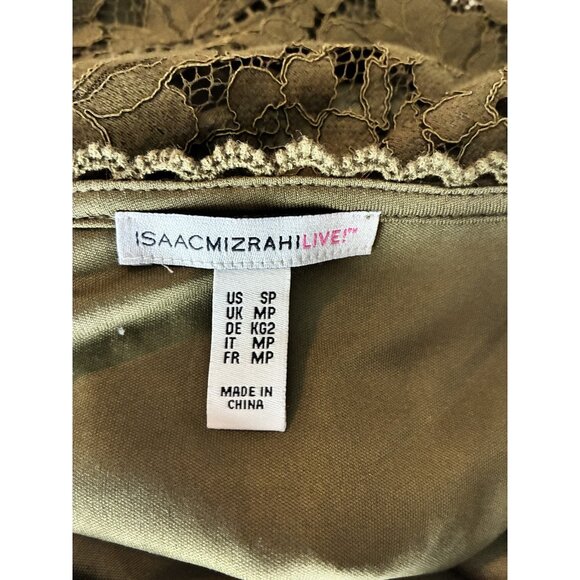 ISAACMIZRAHILIVE!™
US SP
UK MP
DE KG2
IT MP
FR MP
MADE IN
CHINA